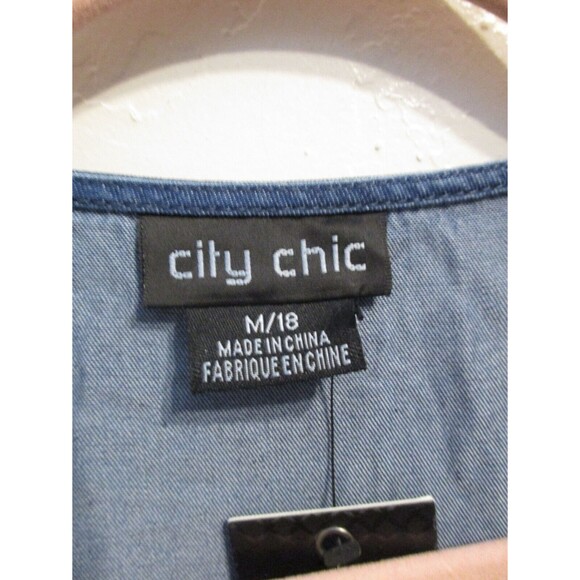 city chic
M/18
MADE IN CHINA
FABRIQUE EN CHINE